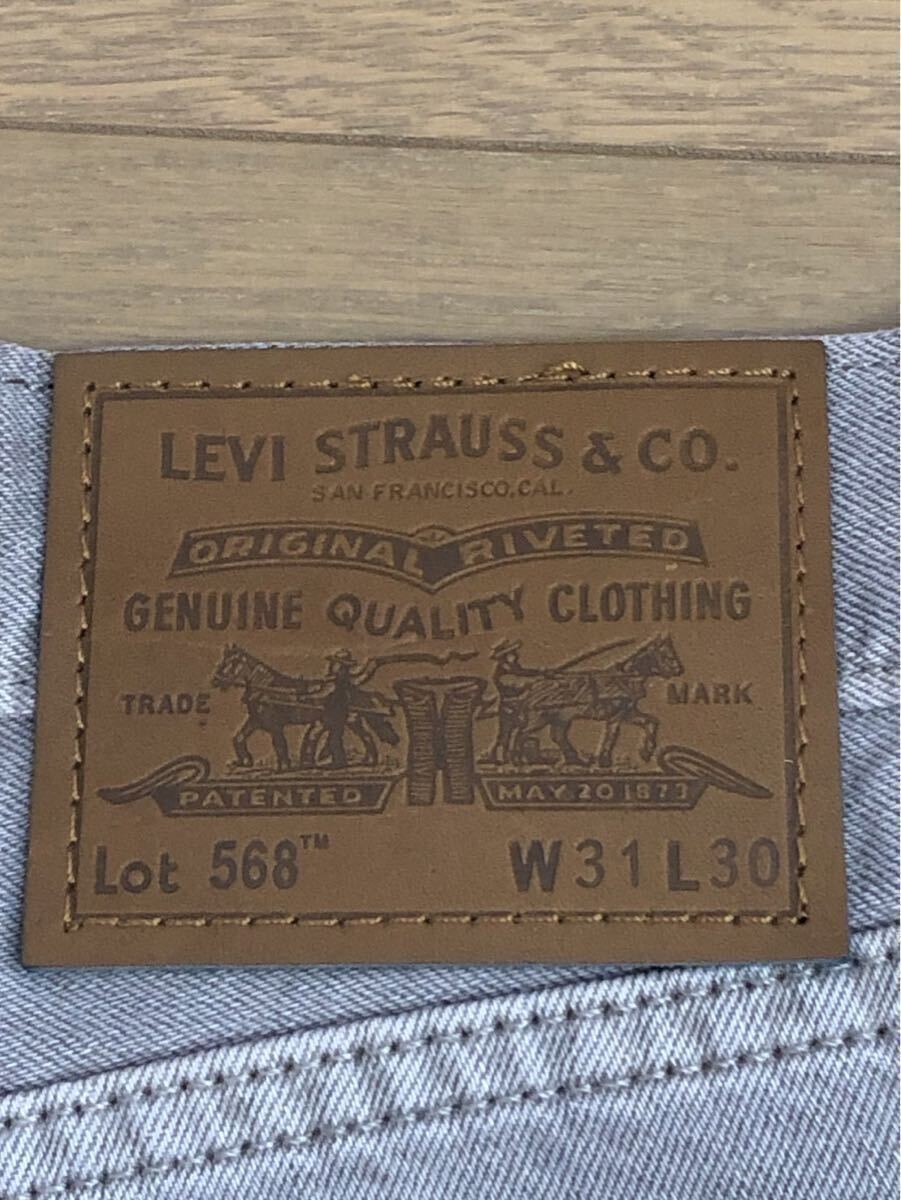 LEVI STRAUSS & CO.
SAN FRANCISCO, CAL.
ORIGINAL RIVETED
GENUINE QUALITY CLOTHING
TRADE MARK
PATENTED MAY 20 1873
Lot 568™ W31 L30